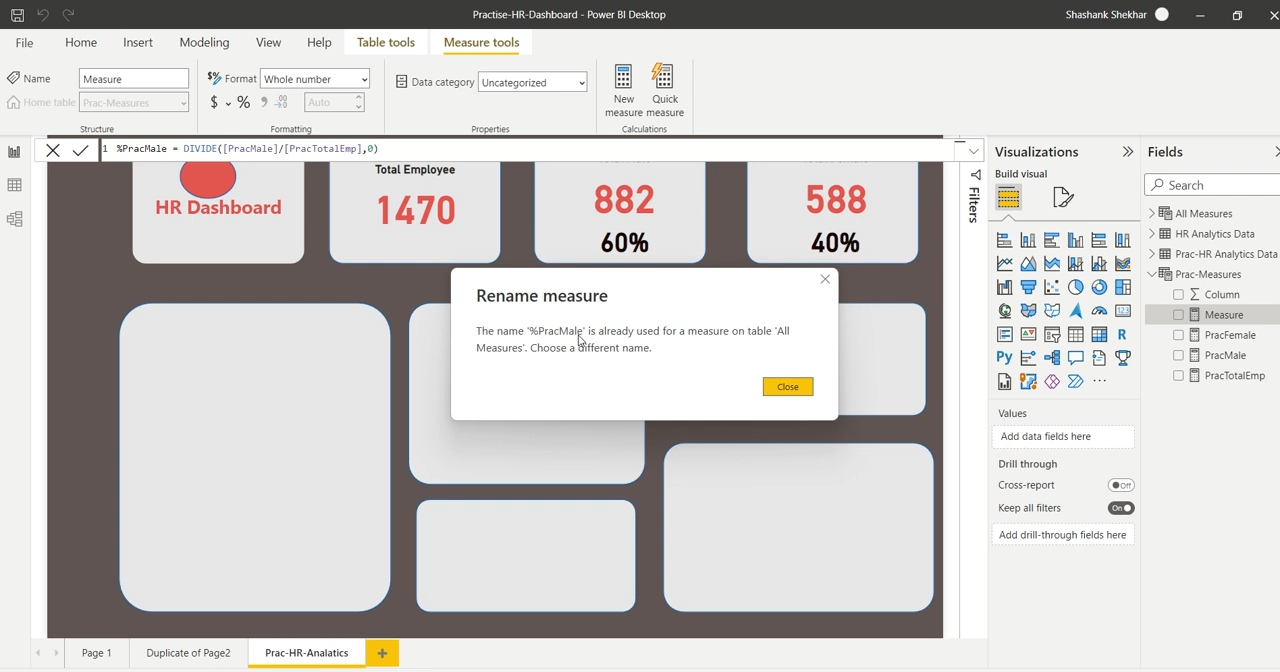 Practise-HR-Dashboard - Power BI Desktop
Shashank Shekhar
File Home Insert Modeling View Help Table tools Measure tools
Name Measure
Home table Prac-Measures
Structure
Format Whole number
$ % Auto
Formatting
Data category Uncategorized
Properties
New measure
Quick measure
Calculations
1 %PracMale = DIVIDE([PracMale]/[PracTotalEmp],0)
HR Dashboard
Total Employee
1470
882
60%
588
40%
Rename measure
The name '%PracMale' is already used for a measure on table 'All
Measures'. Choose a different name.
Close
Filters
Visualizations
Build visual
123
R
Py
Values
Add data fields here
Drill through
Cross-report Off
Keep all filters On
Add drill-through fields here
Fields
Search
All Measures
HR Analytics Data
Prac-HR Analytics Data
Prac-Measures
Column
Measure
PracFemale
PracMale
PracTotalEmp
Page 1 Duplicate of Page2 Prac-HR-Analatics